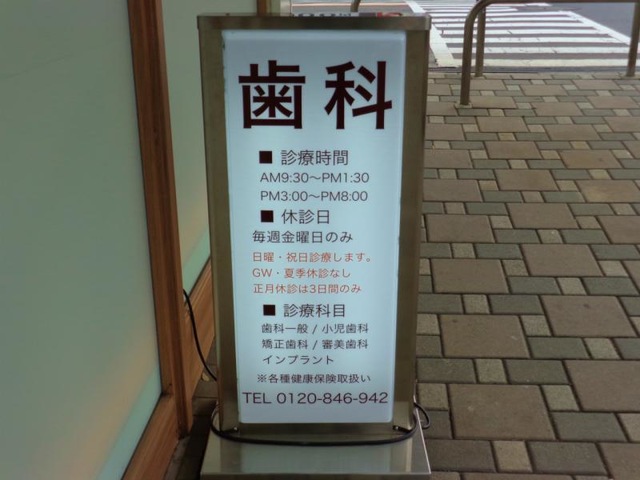 歯科
■ 診療時間
AM9:30～PM1:30
PM3:00～PM8:00
■ 休診日
毎週金曜日のみ
日曜・祝日診療します。
GW・夏季休診なし
正月休診は3日間のみ
■ 診療科目
歯科一般 / 小児歯科
矯正歯科 / 審美歯科
インプラント
※各種健康保険取扱い
TEL 0120-846-942